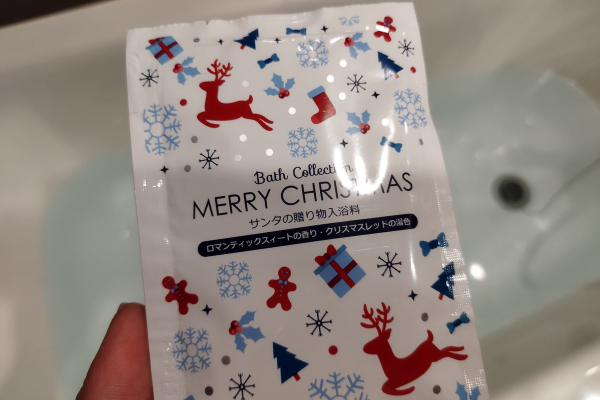 Bath Collection
MERRY CHRISTMAS
サンタの贈り物入浴料
ロマンティックスィートの香り・クリスマスレッドの湯色